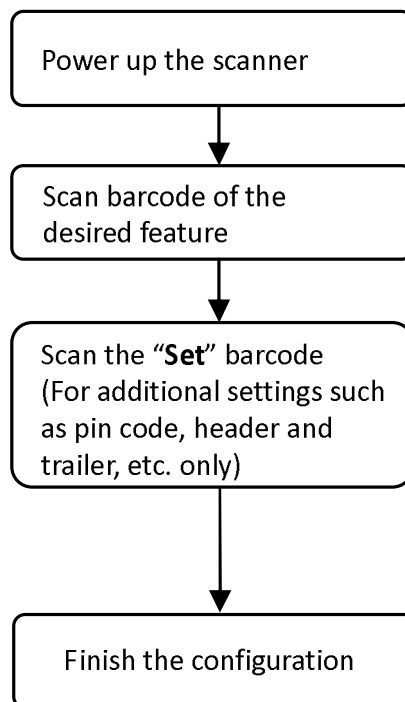 Power up the scanner
Scan barcode of the
desired feature
Scan the “Set” barcode
(For additional settings such
as pin code, header and
trailer, etc. only)
Finish the configuration